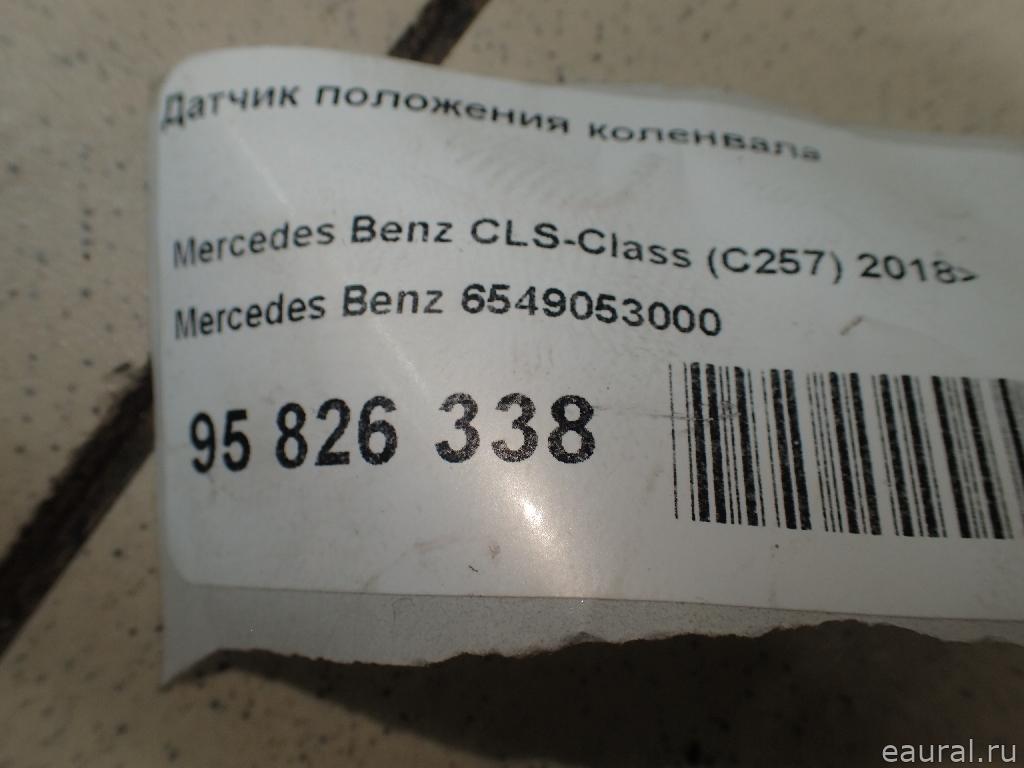 Датчик положения коленвала
Mercedes Benz CLS-Class (C257) 2018>
Mercedes Benz 6549053000
95 826 338
eaural.ru